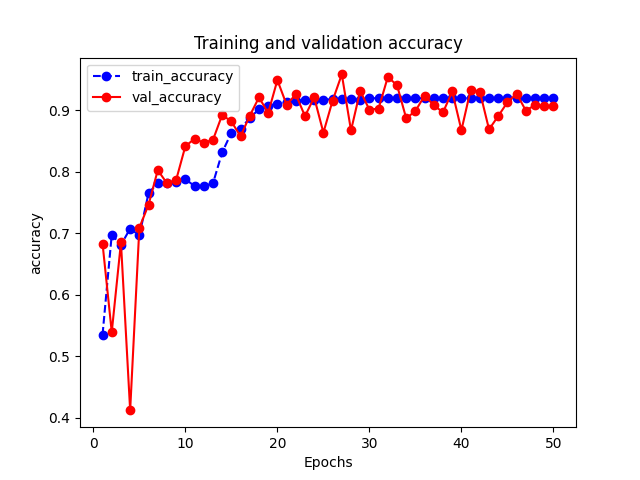 Training and validation accuracy
train_accuracy
val_accuracy
accuracy
0.9
0.8
0.7
0.6
0.5
0.4
0 10 20 30 40 50
Epochs